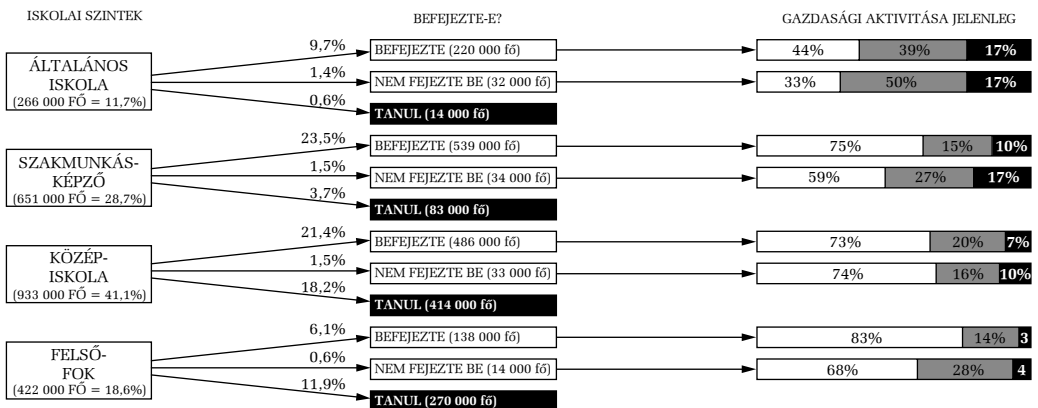 ISKOLAI SZINTEK
BEFEJEZTE-E?
GAZDASÁGI AKTIVITÁSA JELENLEG
ÁLTALÁNOS
ISKOLA
(266 000 FŐ = 11,7%)
9,7%
BEFEJEZTE (220 000 fő)
44% 39% 17%
1,4%
NEM FEJEZTE BE (32 000 fő)
33% 50% 17%
0,6%
TANUL (14 000 fő)
SZAKMUNKÁS-
KÉPZŐ
(651 000 FŐ = 28,7%)
23,5%
BEFEJEZTE (539 000 fő)
75% 15% 10%
1,5%
NEM FEJEZTE BE (34 000 fő)
59% 27% 17%
3,7%
TANUL (83 000 fő)
KÖZÉP-
ISKOLA
(933 000 FŐ = 41,1%)
21,4%
BEFEJEZTE (486 000 fő)
73% 20% 7%
1,5%
NEM FEJEZTE BE (33 000 fő)
74% 16% 10%
18,2%
TANUL (414 000 fő)
FELSŐ-
FOK
(422 000 FŐ = 18,6%)
6,1%
BEFEJEZTE (138 000 fő)
83% 14% 3
0,6%
NEM FEJEZTE BE (14 000 fő)
68% 28% 4
11,9%
TANUL (270 000 fő)